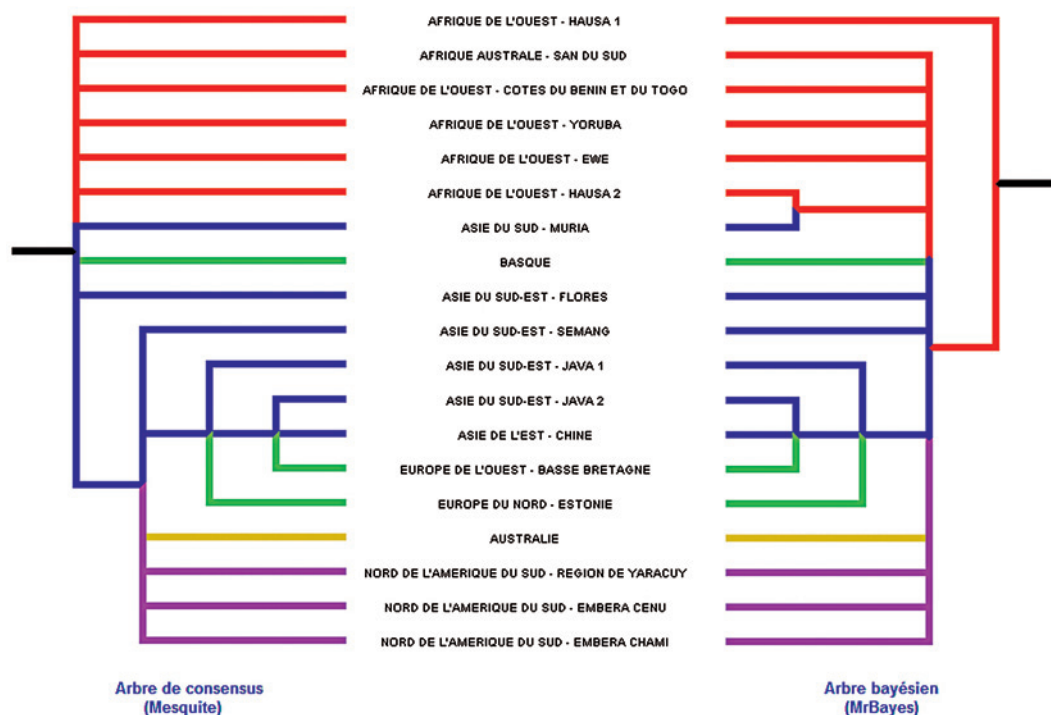 AFRIQUE DE L'OUEST - HAUSA 1
AFRIQUE AUSTRALE - SAN DU SUD
AFRIQUE DE L'OUEST - COTES DU BENIN ET DU TOGO
AFRIQUE DE L'OUEST - YORUBA
AFRIQUE DE L'OUEST - EWE
AFRIQUE DE L'OUEST - HAUSA 2
ASIE DU SUD - MURIA
BASQUE
ASIE DU SUD-EST - FLORES
ASIE DU SUD-EST - SEMANG
ASIE DU SUD-EST - JAVA 1
ASIE DU SUD-EST - JAVA 2
ASIE DE L'EST - CHINE
EUROPE DE L'OUEST - BASSE BRETAGNE
EUROPE DU NORD - ESTONIE
AUSTRALIE
NORD DE L'AMERIQUE DU SUD - REGION DE YARACUY
NORD DE L'AMERIQUE DU SUD - EMBERA CENU
NORD DE L'AMERIQUE DU SUD - EMBERA CHAMI
Arbre de consensus
(Mesquite)
Arbre bayésien
(MrBayes)